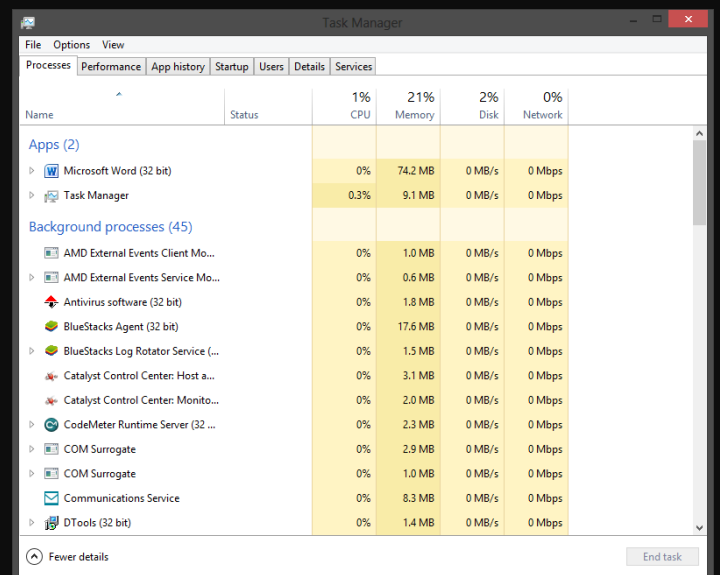 Task Manager
File Options View
Processes Performance App history Startup Users Details Services
1% 21% 2% 0%
Name Status CPU Memory Disk Network
Apps (2)
Microsoft Word (32 bit) 0% 74.2 MB 0 MB/s 0 Mbps
Task Manager 0.3% 9.1 MB 0 MB/s 0 Mbps
Background processes (45)
AMD External Events Client Mo... 0% 1.0 MB 0 MB/s 0 Mbps
AMD External Events Service Mo... 0% 0.6 MB 0 MB/s 0 Mbps
Antivirus software (32 bit) 0% 1.8 MB 0 MB/s 0 Mbps
BlueStacks Agent (32 bit) 0% 17.6 MB 0 MB/s 0 Mbps
BlueStacks Log Rotator Service (... 0% 1.5 MB 0 MB/s 0 Mbps
Catalyst Control Center: Host a... 0% 3.1 MB 0 MB/s 0 Mbps
Catalyst Control Center: Monito... 0% 2.0 MB 0 MB/s 0 Mbps
CodeMeter Runtime Server (32 ... 0% 2.3 MB 0 MB/s 0 Mbps
COM Surrogate 0% 2.9 MB 0 MB/s 0 Mbps
COM Surrogate 0% 1.0 MB 0 MB/s 0 Mbps
Communications Service 0% 8.3 MB 0 MB/s 0 Mbps
DTools (32 bit) 0% 1.4 MB 0 MB/s 0 Mbps
Fewer details End task